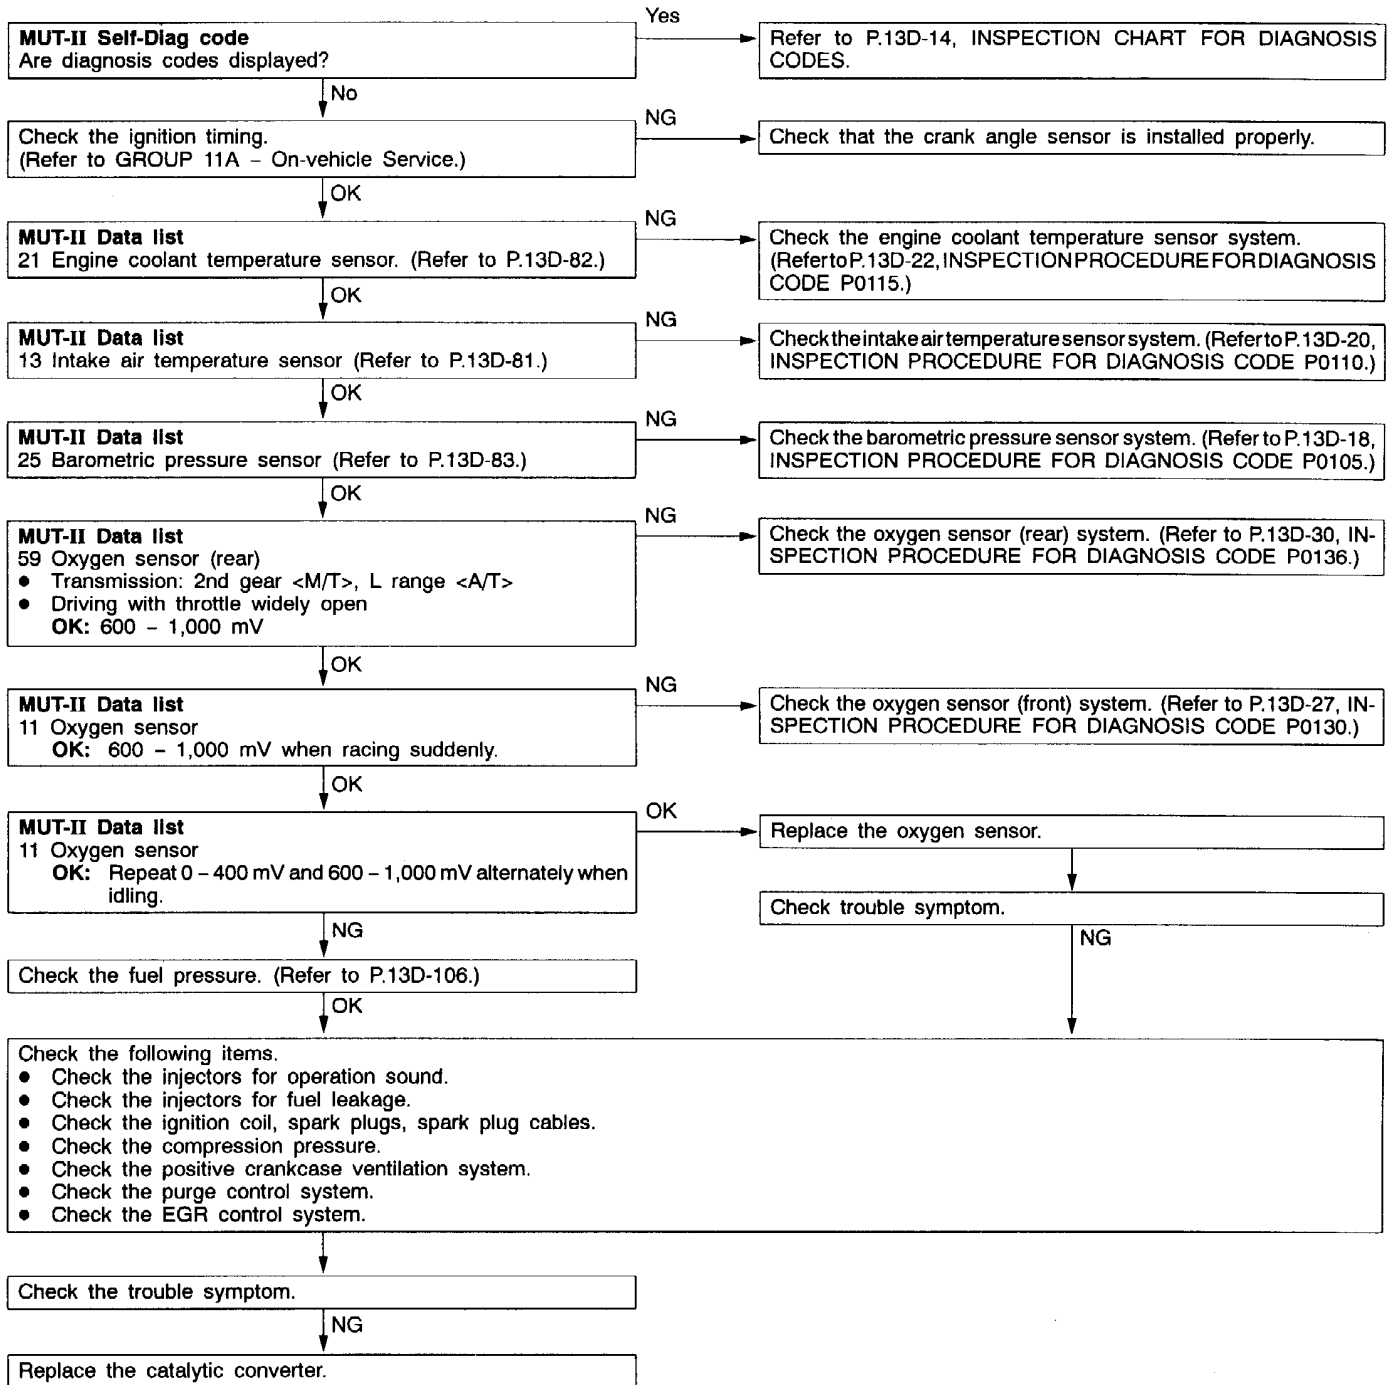 Yes
MUT-II Self-Diag code
Are diagnosis codes displayed?
Refer to P.13D-14, INSPECTION CHART FOR DIAGNOSIS
CODES.
No
Check the ignition timing.
(Refer to GROUP 11A – On-vehicle Service.)
NG
Check that the crank angle sensor is installed properly.
OK
MUT-II Data list
21 Engine coolant temperature sensor. (Refer to P.13D-82.)
NG
Check the engine coolant temperature sensor system.
(Refer to P.13D-22, INSPECTION PROCEDURE FOR DIAGNOSIS
CODE P0115.)
OK
MUT-II Data list
13 Intake air temperature sensor (Refer to P.13D-81.)
NG
Check the intake air temperature sensor system. (Refer to P.13D-20,
INSPECTION PROCEDURE FOR DIAGNOSIS CODE P0110.)
OK
MUT-II Data list
25 Barometric pressure sensor (Refer to P.13D-83.)
NG
Check the barometric pressure sensor system. (Refer to P.13D-18,
INSPECTION PROCEDURE FOR DIAGNOSIS CODE P0105.)
OK
MUT-II Data list
59 Oxygen sensor (rear)
● Transmission: 2nd gear <M/T>, L range <A/T>
● Driving with throttle widely open
OK: 600 – 1,000 mV
NG
Check the oxygen sensor (rear) system. (Refer to P.13D-30, IN-
SPECTION PROCEDURE FOR DIAGNOSIS CODE P0136.)
OK
MUT-II Data list
11 Oxygen sensor
OK: 600 – 1,000 mV when racing suddenly.
NG
Check the oxygen sensor (front) system. (Refer to P.13D-27, IN-
SPECTION PROCEDURE FOR DIAGNOSIS CODE P0130.)
OK
MUT-II Data list
11 Oxygen sensor
OK: Repeat 0 – 400 mV and 600 – 1,000 mV alternately when
idling.
OK
Replace the oxygen sensor.
Check trouble symptom.
NG
NG
Check the fuel pressure. (Refer to P.13D-106.)
OK
Check the following items.
● Check the injectors for operation sound.
● Check the injectors for fuel leakage.
● Check the ignition coil, spark plugs, spark plug cables.
● Check the compression pressure.
● Check the positive crankcase ventilation system.
● Check the purge control system.
● Check the EGR control system.
Check the trouble symptom.
NG
Replace the catalytic converter.